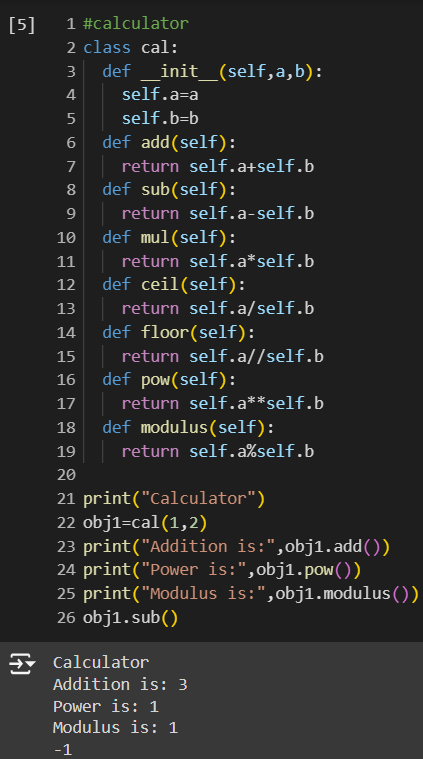 [5] 1 #calculator
2 class cal:
3   def __init__(self,a,b):
4     self.a=a
5     self.b=b
6   def add(self):
7     return self.a+self.b
8   def sub(self):
9     return self.a-self.b
10   def mul(self):
11     return self.a*self.b
12   def ceil(self):
13     return self.a/self.b
14   def floor(self):
15     return self.a//self.b
16   def pow(self):
17     return self.a**self.b
18   def modulus(self):
19     return self.a%self.b
20
21 print("Calculator")
22 obj1=cal(1,2)
23 print("Addition is:",obj1.add())
24 print("Power is:",obj1.pow())
25 print("Modulus is:",obj1.modulus())
26 obj1.sub()
Calculator
Addition is: 3
Power is: 1
Modulus is: 1
-1